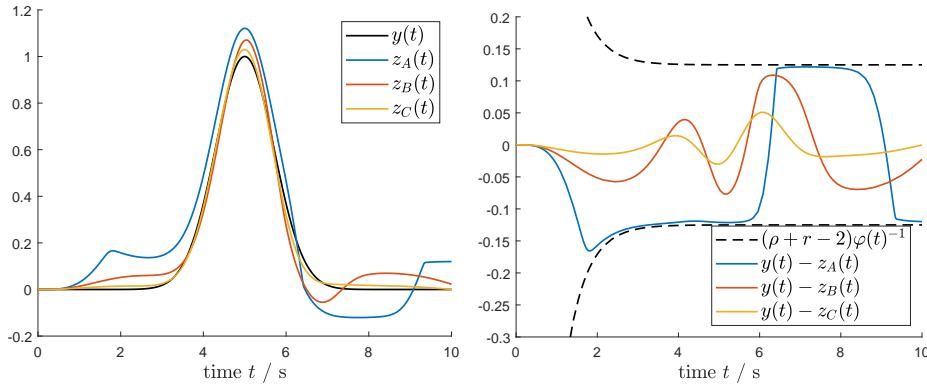 1.2
1
0.8
0.6
0.4
0.2
0
-0.2
0 2 4 6 8 10
time t / s
y(t)
z_A(t)
z_B(t)
z_C(t)
0.2
0.15
0.1
0.05
0
-0.05
-0.1
-0.15
-0.2
-0.25
-0.3
0 2 4 6 8 10
time t / s
(ρ + r − 2)φ(t)⁻¹
y(t) − z_A(t)
y(t) − z_B(t)
y(t) − z_C(t)